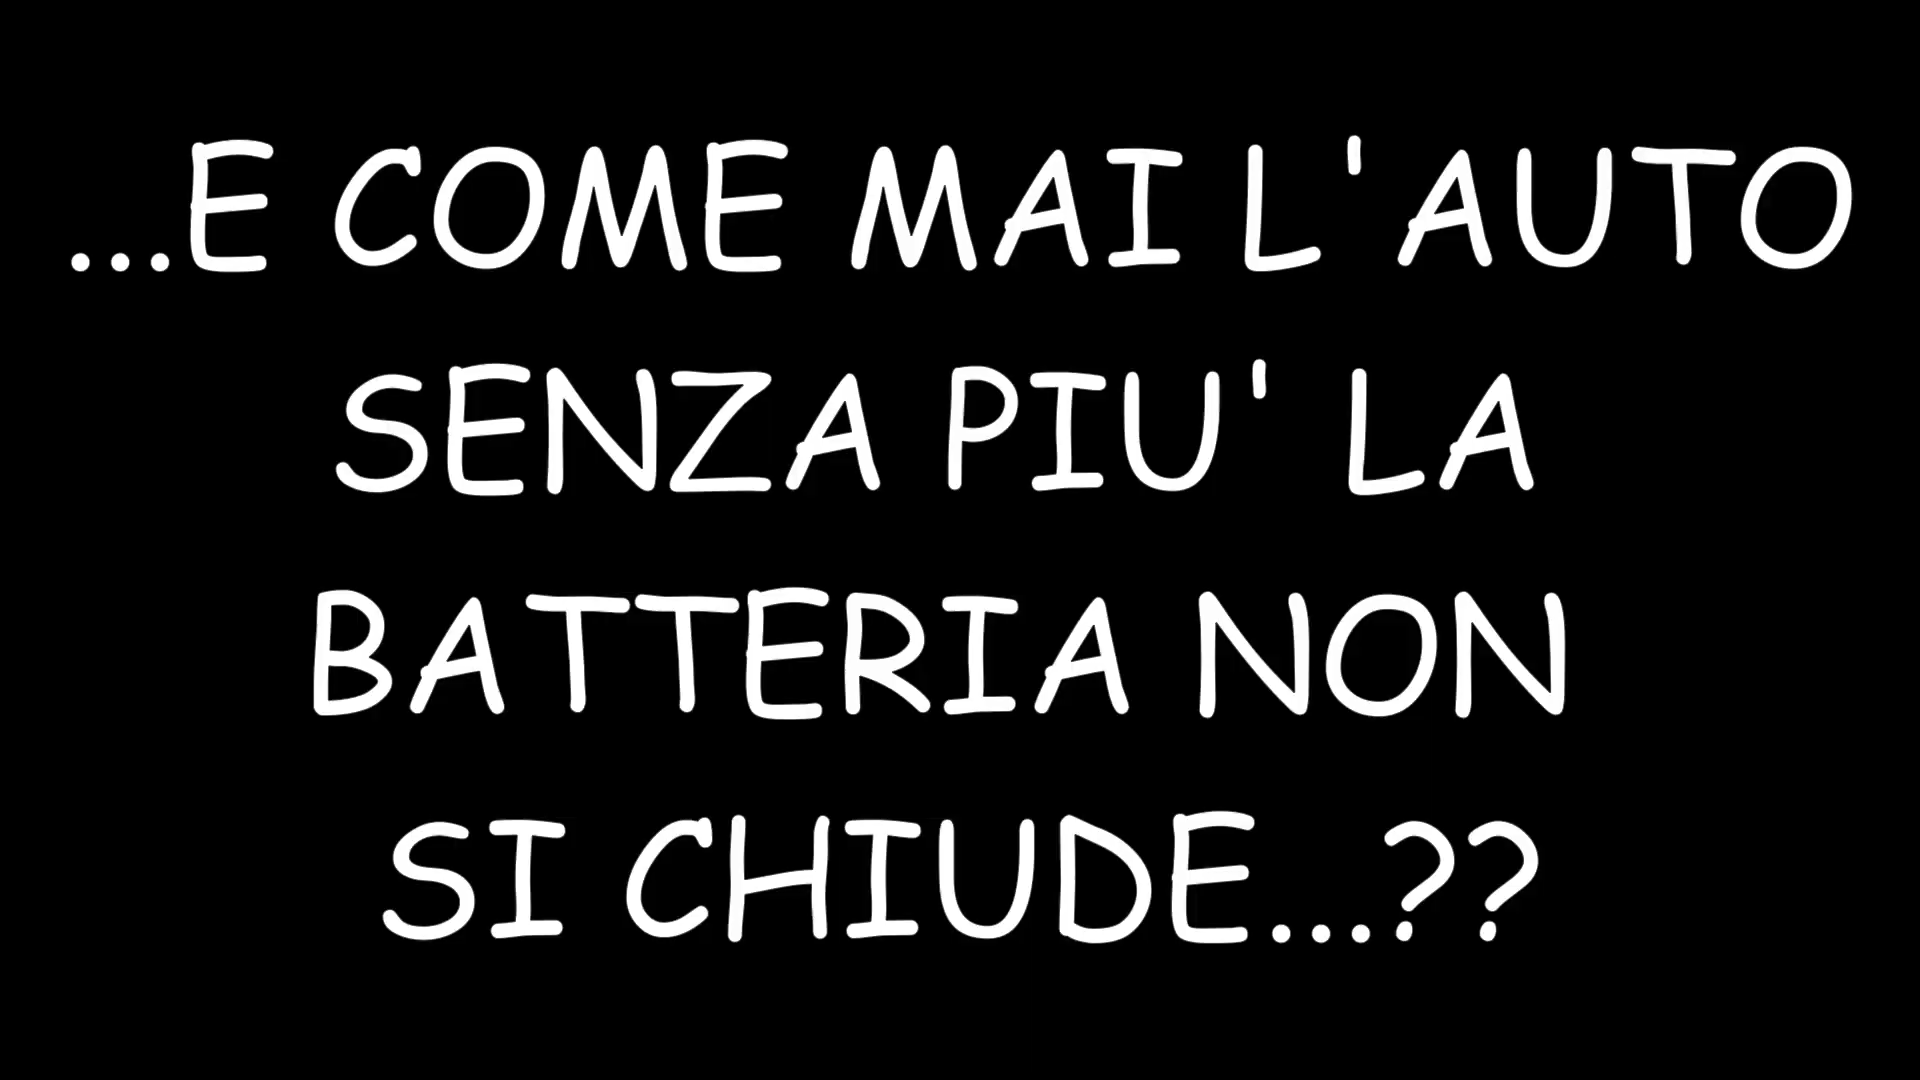 ...E COME MAI L'AUTO
SENZA PIU' LA
BATTERIA NON
SI CHIUDE...??